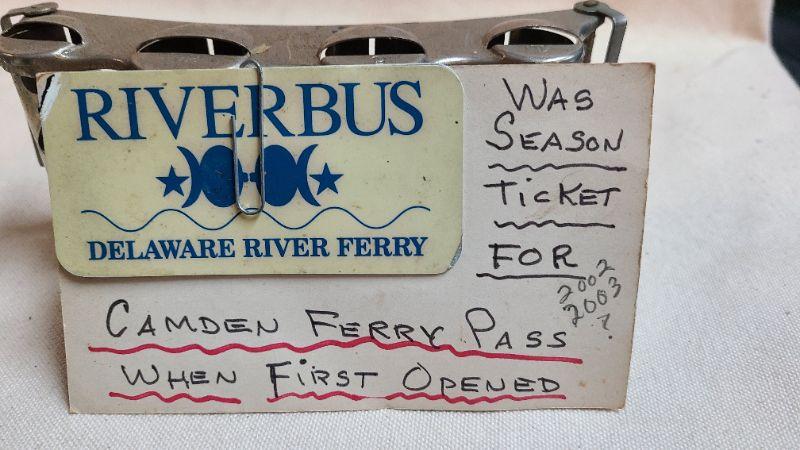 RIVERBUS
DELAWARE RIVER FERRY
WAS
SEASON
TICKET
FOR
2002
2003
?
CAMDEN FERRY PASS
WHEN FIRST OPENED